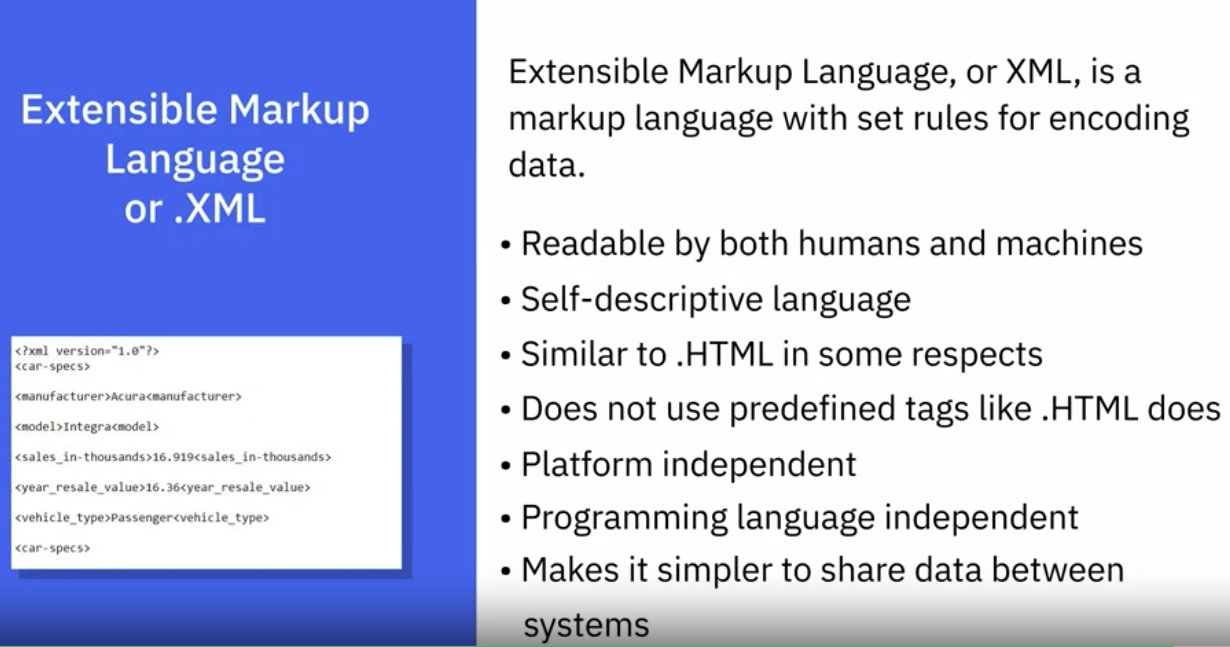 Extensible Markup
Language
or .XML
<?xml version="1.0"?>
<car-specs>
<manufacturer>Acura<manufacturer>
<model>Integra<model>
<sales_in-thousands>16.919<sales_in-thousands>
<year_resale_value>16.36<year_resale_value>
<vehicle_type>Passenger<vehicle_type>
<car-specs>
Extensible Markup Language, or XML, is a
markup language with set rules for encoding
data.
• Readable by both humans and machines
• Self-descriptive language
• Similar to .HTML in some respects
• Does not use predefined tags like .HTML does
• Platform independent
• Programming language independent
• Makes it simpler to share data between
systems